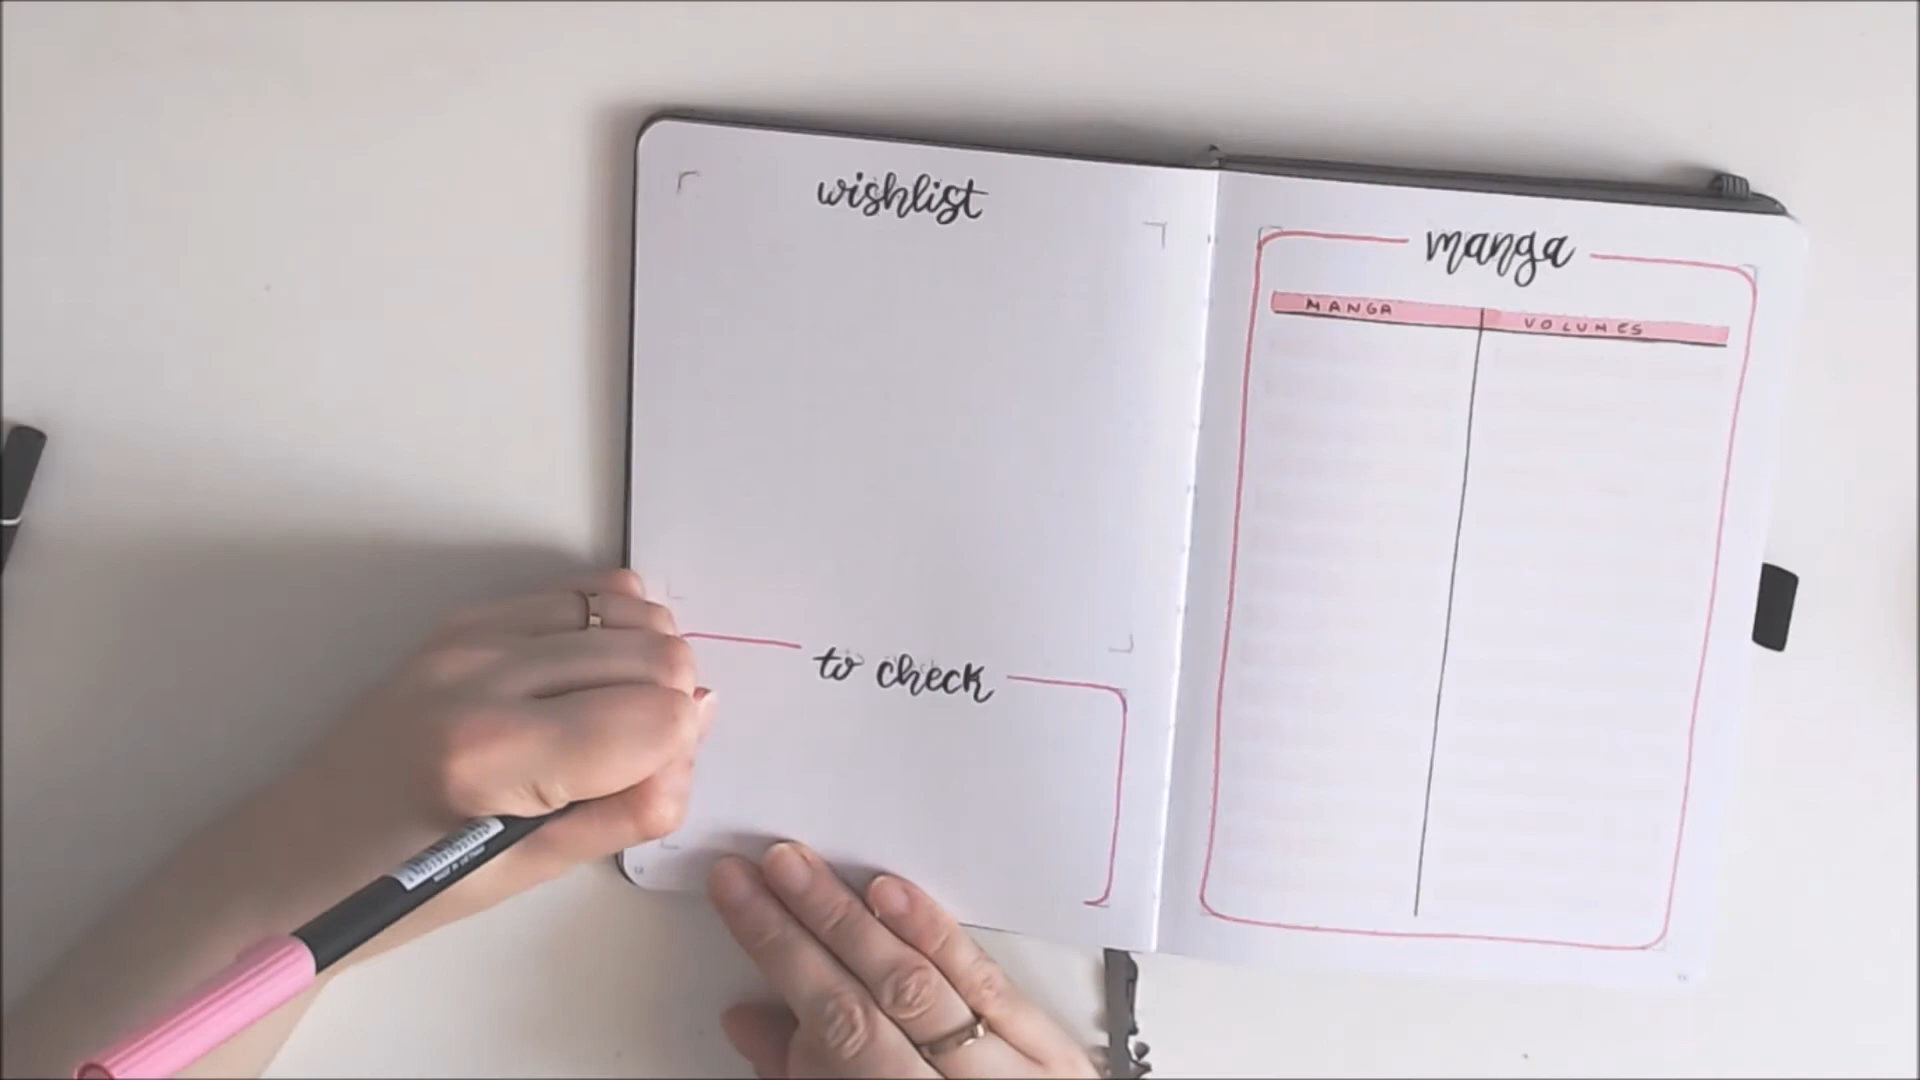 wishlist
to check
manga
MANGA
VOLUMES